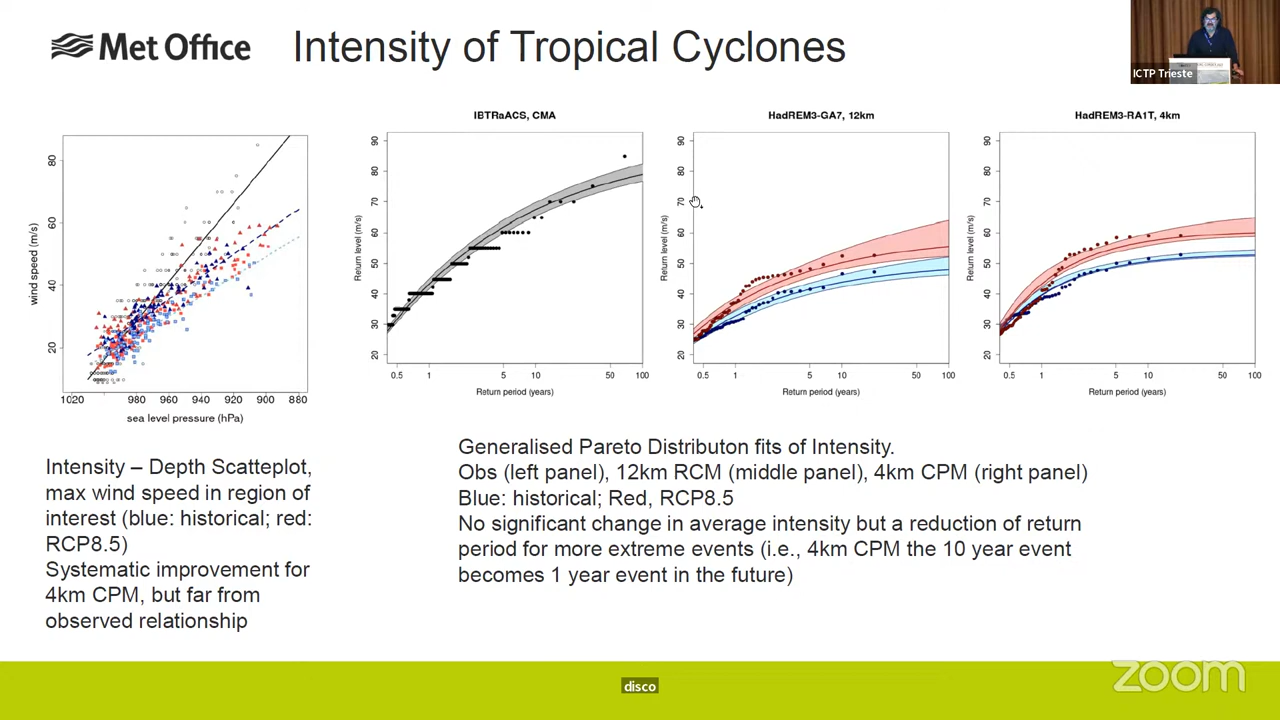 Met Office
Intensity of Tropical Cyclones
ICTP Trieste
wind speed (m/s)
80
60
40
20
1020
980
960
940
920
900
880
sea level pressure (hPa)
IBTRaACS, CMA
Return level (m/s)
90
80
70
60
50
40
30
20
0.5
1
5
10
50
100
Return period (years)
HadREM3-GA7, 12km
Return level (m/s)
90
80
70
60
50
40
30
20
0.5
1
5
10
50
100
Return period (years)
HadREM3-RA1T, 4km
Return level (m/s)
90
80
70
60
50
40
30
20
0.5
1
5
10
50
100
Return period (years)
Intensity – Depth Scatteplot,
max wind speed in region of
interest (blue: historical; red:
RCP8.5)
Systematic improvement for
4km CPM, but far from
observed relationship
Generalised Pareto Distributon fits of Intensity.
Obs (left panel), 12km RCM (middle panel), 4km CPM (right panel)
Blue: historical; Red, RCP8.5
No significant change in average intensity but a reduction of return
period for more extreme events (i.e., 4km CPM the 10 year event
becomes 1 year event in the future)
disco
zoom